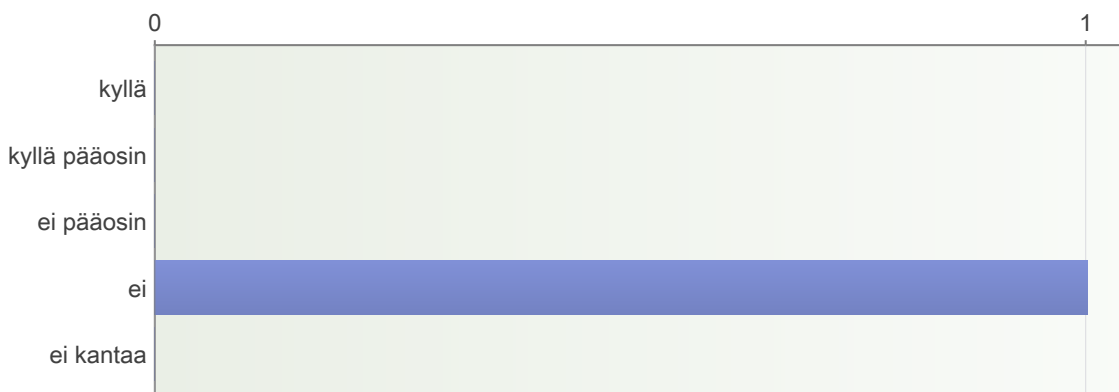 0 1
kyllä
kyllä pääosin
ei pääosin
ei
ei kantaa